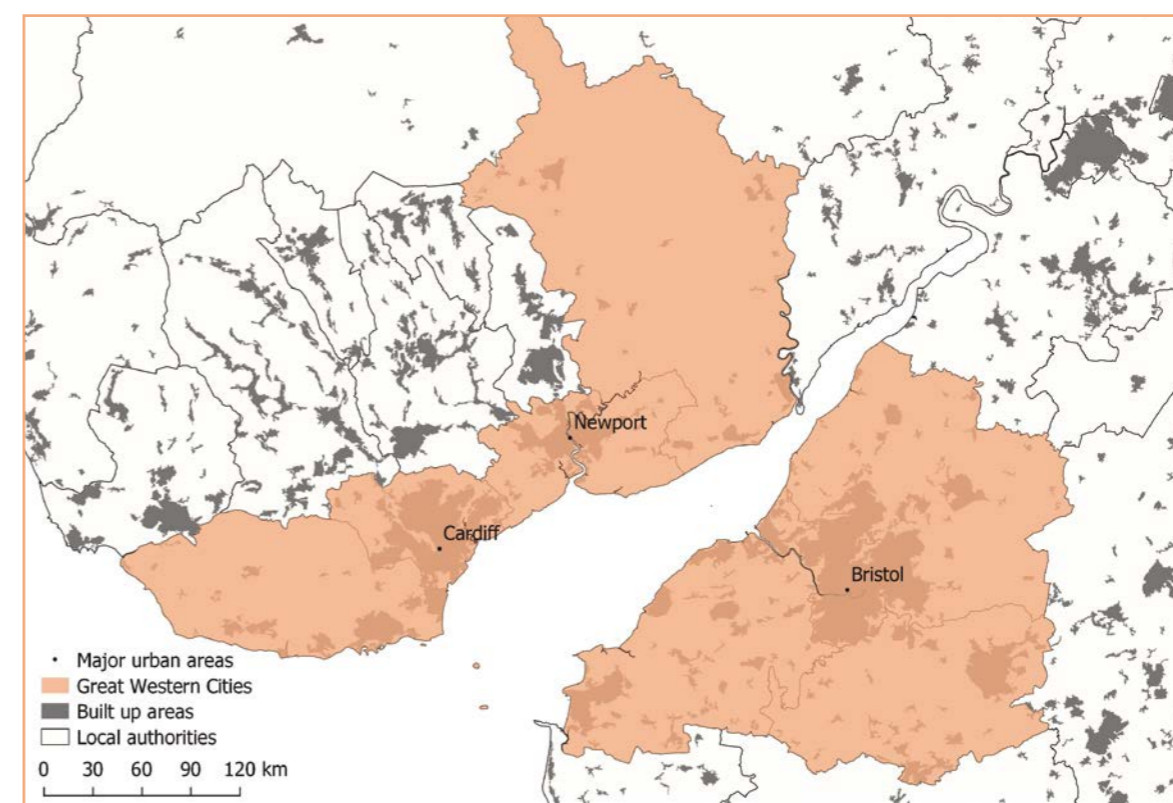 Newport
Cardiff
Bristol
Major urban areas
Great Western Cities
Built up areas
Local authorities
0 30 60 90 120 km